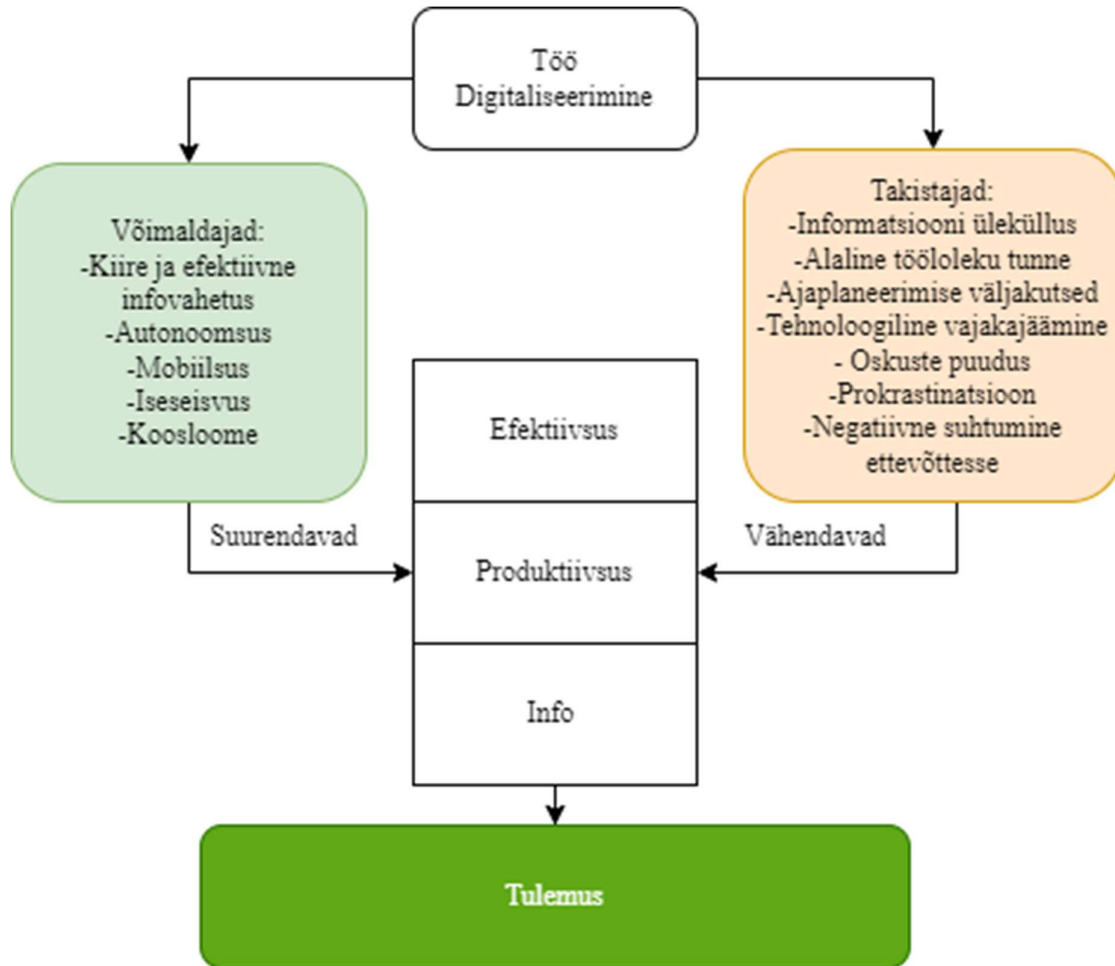 Töö
Digitaliseerimine
Võimaldajad:
-Kiire ja efektiivne
infovahetus
-Autonoomsus
-Mobiilsus
-Iseseisvus
-Koosloome
Takistajad:
-Informatsiooni üleküllus
-Alaline tööloleku tunne
-Ajaplaneerimise väljakutsed
-Tehnoloogiline vajakajäämine
- Oskuste puudus
-Prokrastinatsioon
-Negatiivne suhtumine
ettevõttesse
Suurendavad
Vähendavad
Efektiivsus
Produktiivsus
Info
Tulemus